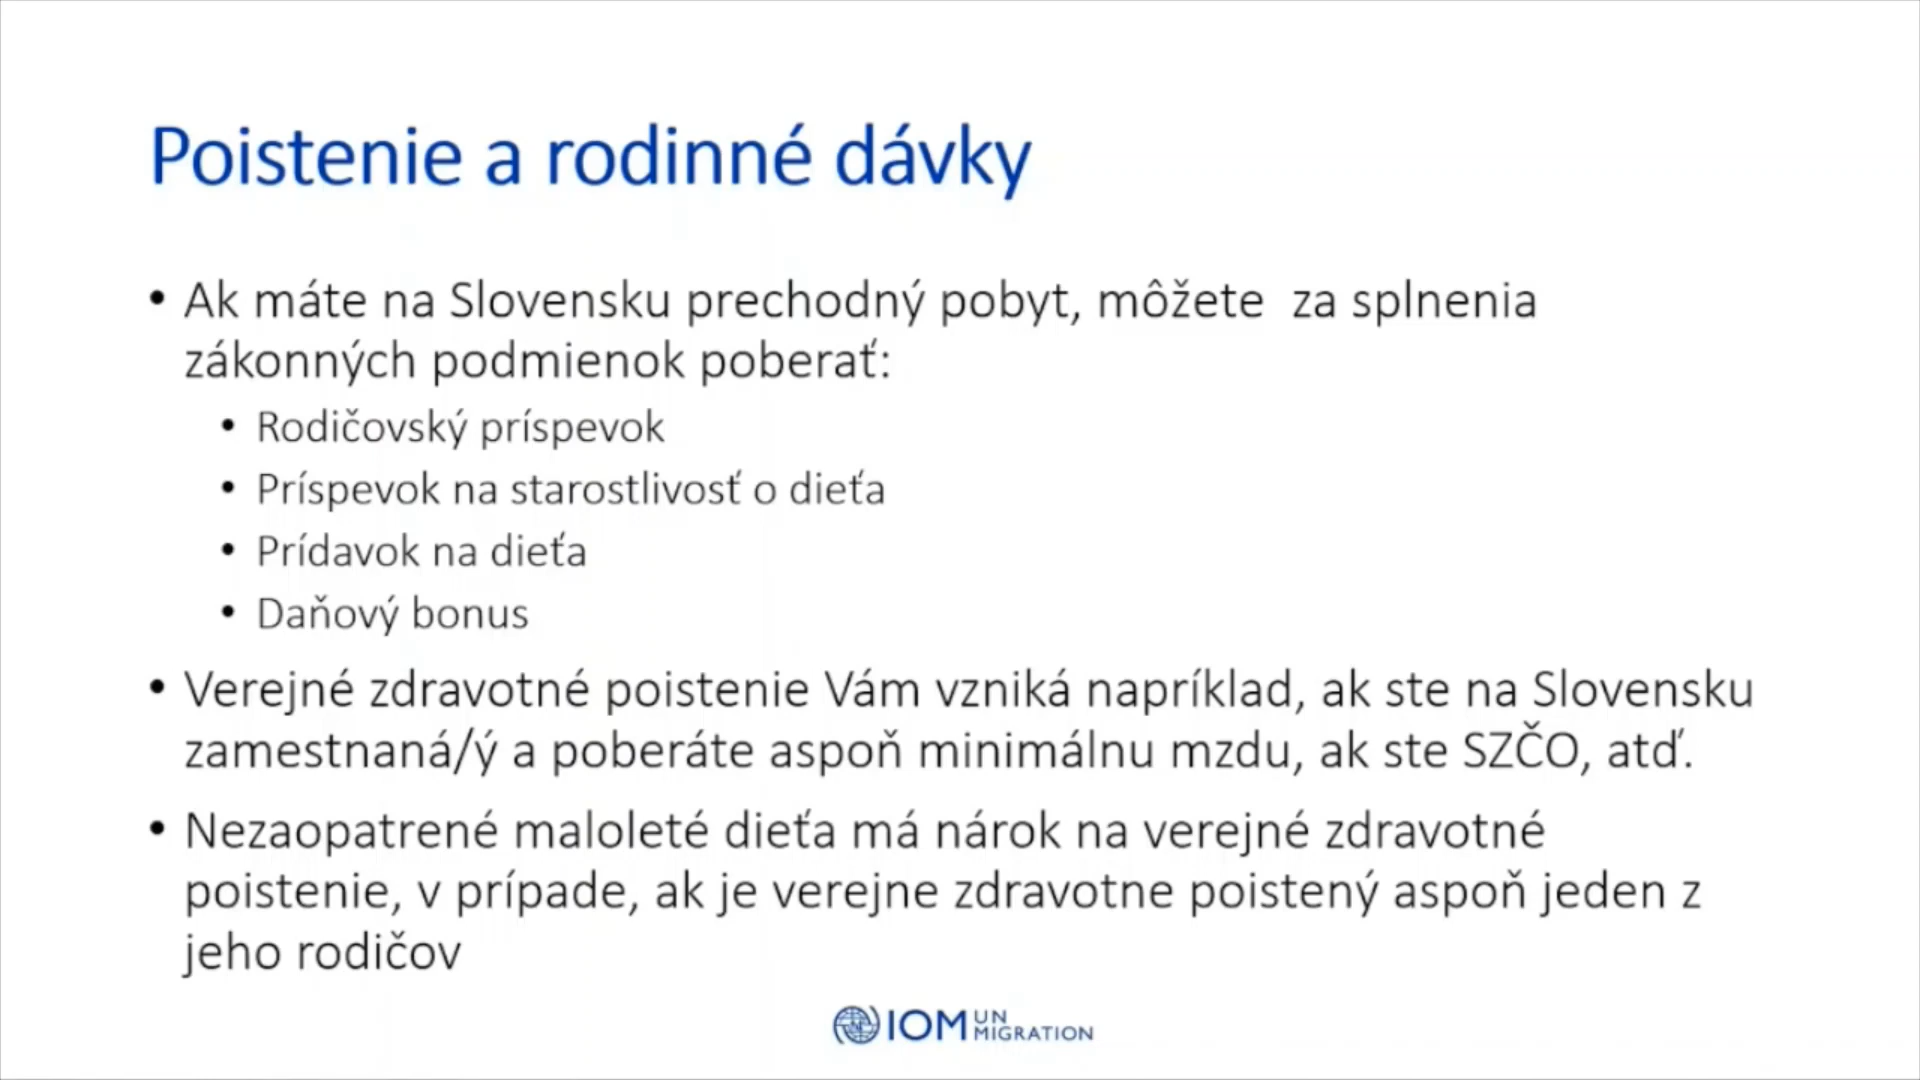 Poistenie a rodinné dávky
• Ak máte na Slovensku prechodný pobyt, môžete  za splnenia
zákonných podmienok poberať:
• Rodičovský príspevok
• Príspevok na starostlivosť o dieťa
• Prídavok na dieťa
• Daňový bonus
• Verejné zdravotné poistenie Vám vzniká napríklad, ak ste na Slovensku
zamestnaná/ý a poberáte aspoň minimálnu mzdu, ak ste SZČO, atď.
• Nezaopatrené maloleté dieťa má nárok na verejné zdravotné
poistenie, v prípade, ak je verejne zdravotne poistený aspoň jeden z
jeho rodičov
IOM UN
MIGRATION